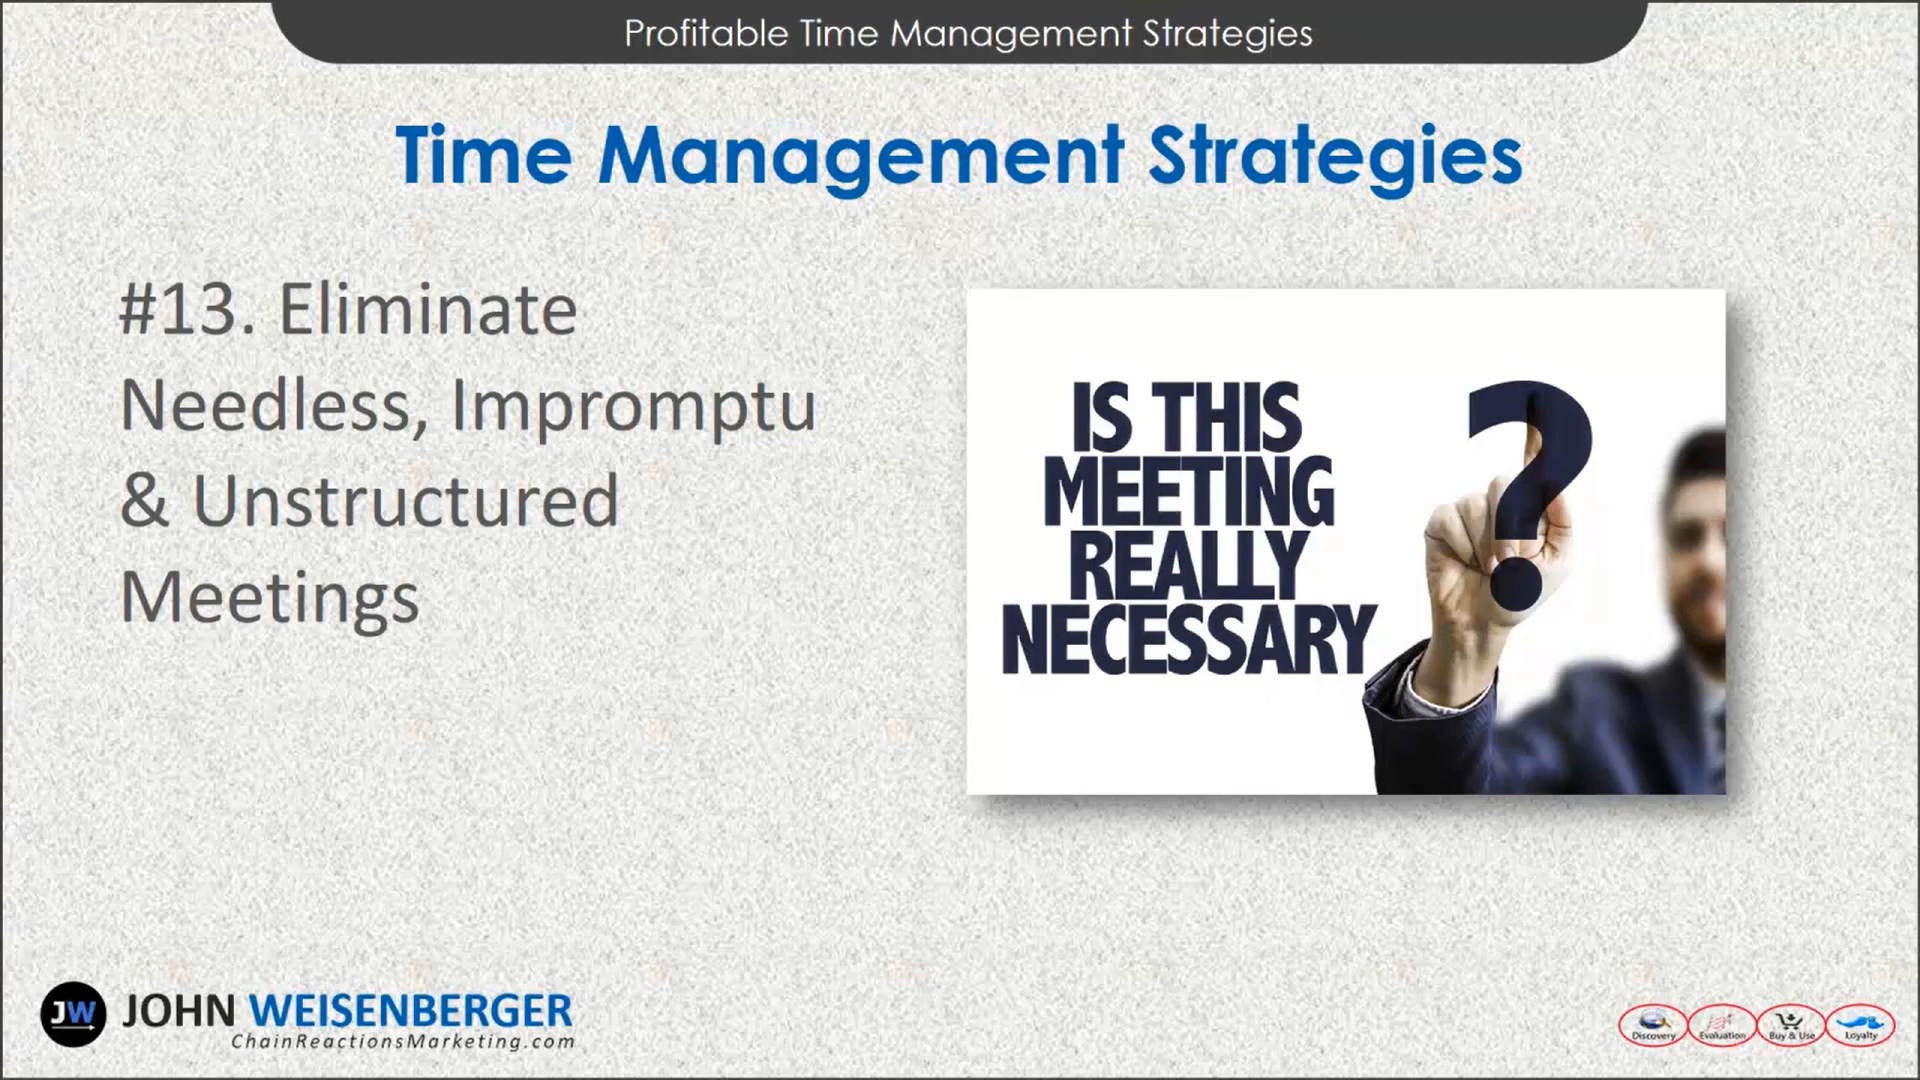 Profitable Time Management Strategies
Time Management Strategies
#13. Eliminate
Needless, Impromptu
& Unstructured
Meetings
IS THIS
MEETING
REALLY
NECESSARY
?
JW JOHN WEISENBERGER
ChainReactionsMarketing.com
Discovery Evaluation Buy & Use Loyalty